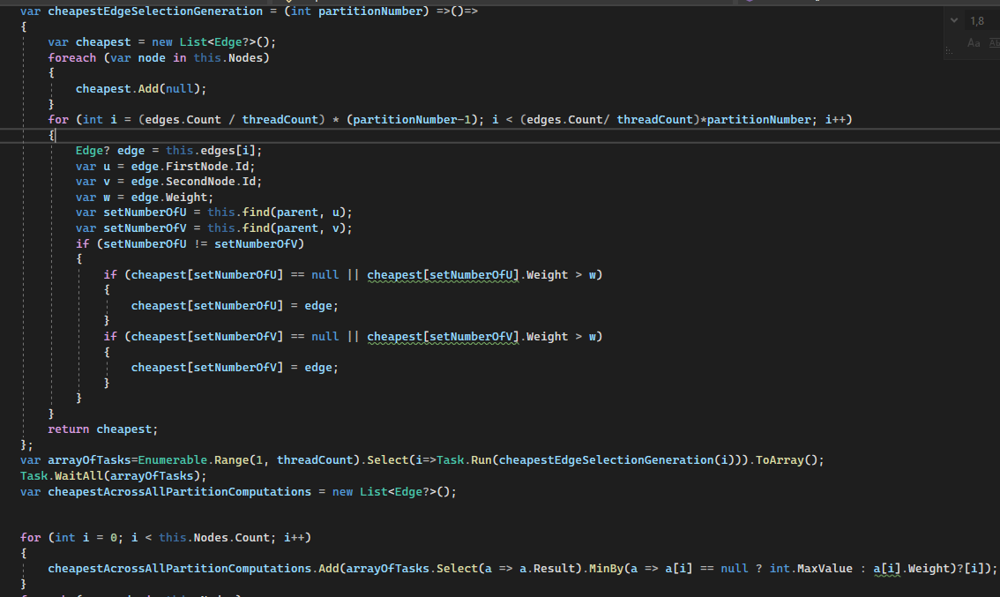 var cheapestEdgeSelectionGeneration = (int partitionNumber) =>()=>
{
    var cheapest = new List<Edge?>();
    foreach (var node in this.Nodes)
    {
        cheapest.Add(null);
    }
    for (int i = (edges.Count / threadCount) * (partitionNumber-1); i < (edges.Count/ threadCount)*partitionNumber; i++)
    {
        Edge? edge = this.edges[i];
        var u = edge.FirstNode.Id;
        var v = edge.SecondNode.Id;
        var w = edge.Weight;
        var setNumberOfU = this.find(parent, u);
        var setNumberOfV = this.find(parent, v);
        if (setNumberOfU != setNumberOfV)
        {
            if (cheapest[setNumberOfU] == null || cheapest[setNumberOfU].Weight > w)
            {
                cheapest[setNumberOfU] = edge;
            }
            if (cheapest[setNumberOfV] == null || cheapest[setNumberOfV].Weight > w)
            {
                cheapest[setNumberOfV] = edge;
            }
        }
    }
    return cheapest;
};
var arrayOfTasks=Enumerable.Range(1, threadCount).Select(i=>Task.Run(cheapestEdgeSelectionGeneration(i))).ToArray();
Task.WaitAll(arrayOfTasks);
var cheapestAcrossAllPartitionComputations = new List<Edge?>();
for (int i = 0; i < this.Nodes.Count; i++)
{
    cheapestAcrossAllPartitionComputations.Add(arrayOfTasks.Select(a => a.Result).MinBy(a => a[i] == null ? int.MaxValue : a[i].Weight)?[i]);
}
1,8
Aa